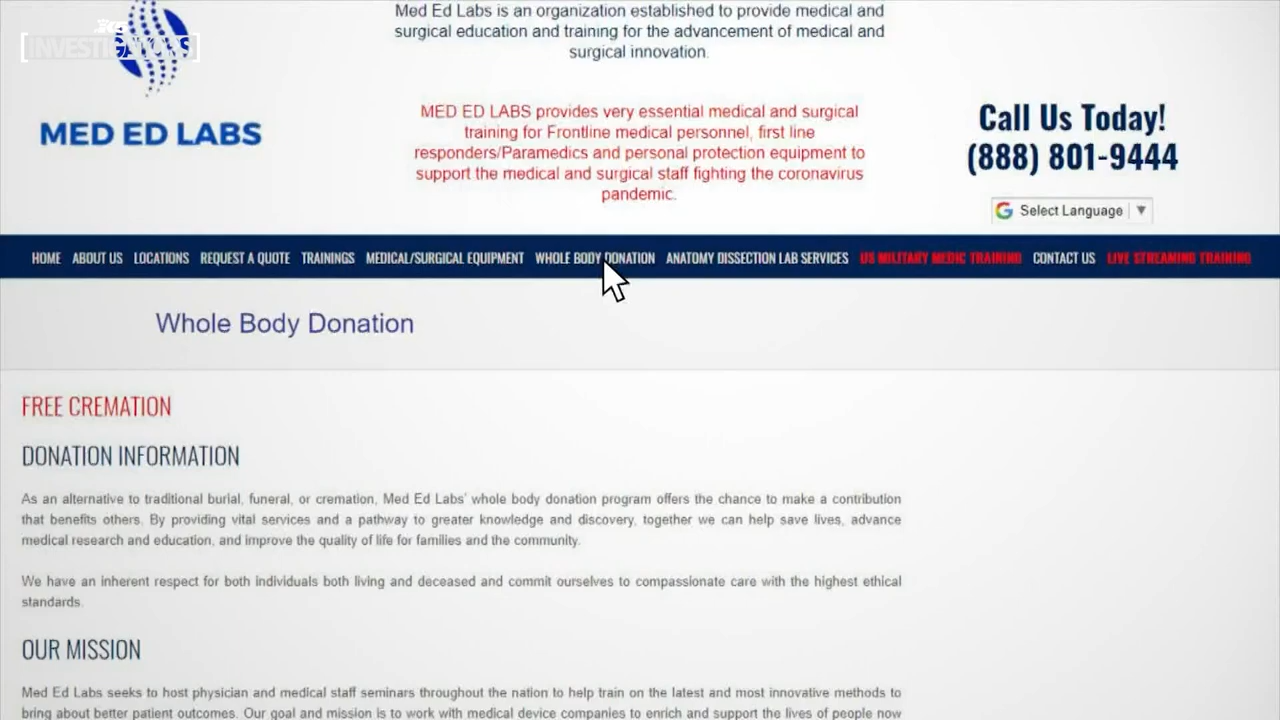 [INVESTIGATORS]
MED ED LABS
Med Ed Labs is an organization established to provide medical and
surgical education and training for the advancement of medical and
surgical innovation.
MED ED LABS provides very essential medical and surgical
training for Frontline medical personnel, first line
responders/Paramedics and personal protection equipment to
support the medical and surgical staff fighting the coronavirus
pandemic.
Call Us Today!
(888) 801-9444
Select Language
HOME ABOUT US LOCATIONS REQUEST A QUOTE TRAININGS MEDICAL/SURGICAL EQUIPMENT WHOLE BODY DONATION ANATOMY DISSECTION LAB SERVICES US MILITARY MEDIC TRAINING CONTACT US LIVE STREAMING TRAINING
Whole Body Donation
FREE CREMATION
DONATION INFORMATION
As an alternative to traditional burial, funeral, or cremation, Med Ed Labs' whole body donation program offers the chance to make a contribution
that benefits others. By providing vital services and a pathway to greater knowledge and discovery, together we can help save lives, advance
medical research and education, and improve the quality of life for families and the community.
We have an inherent respect for both individuals both living and deceased and commit ourselves to compassionate care with the highest ethical
standards.
OUR MISSION
Med Ed Labs seeks to host physician and medical staff seminars throughout the nation to help train on the latest and most innovative methods to
bring about better patient outcomes. Our goal and mission is to work with medical device companies to enrich and support the lives of people now